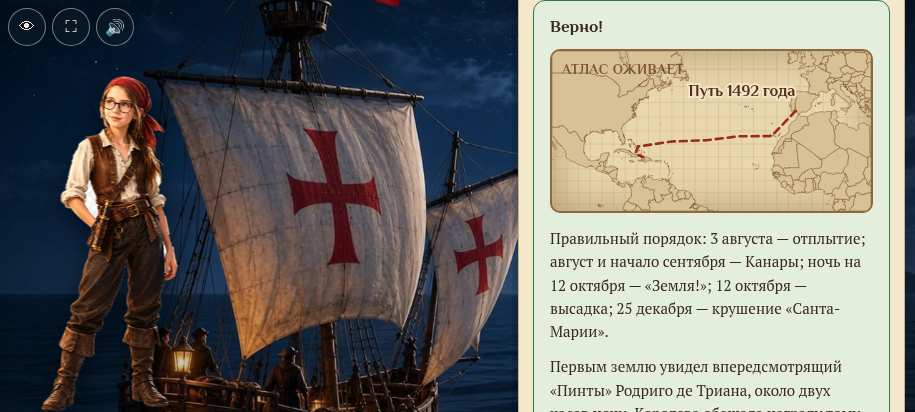 Верно!
АТЛАС ОЖИВАЕТ
Путь 1492 года
Правильный порядок: 3 августа — отплытие;
август и начало сентября — Канары; ночь на
12 октября — «Земля!»; 12 октября —
высадка; 25 декабря — крушение «Санта-
Марии».
Первым землю увидел впередсмотрящий
«Пинты» Родриго де Триана, около двух